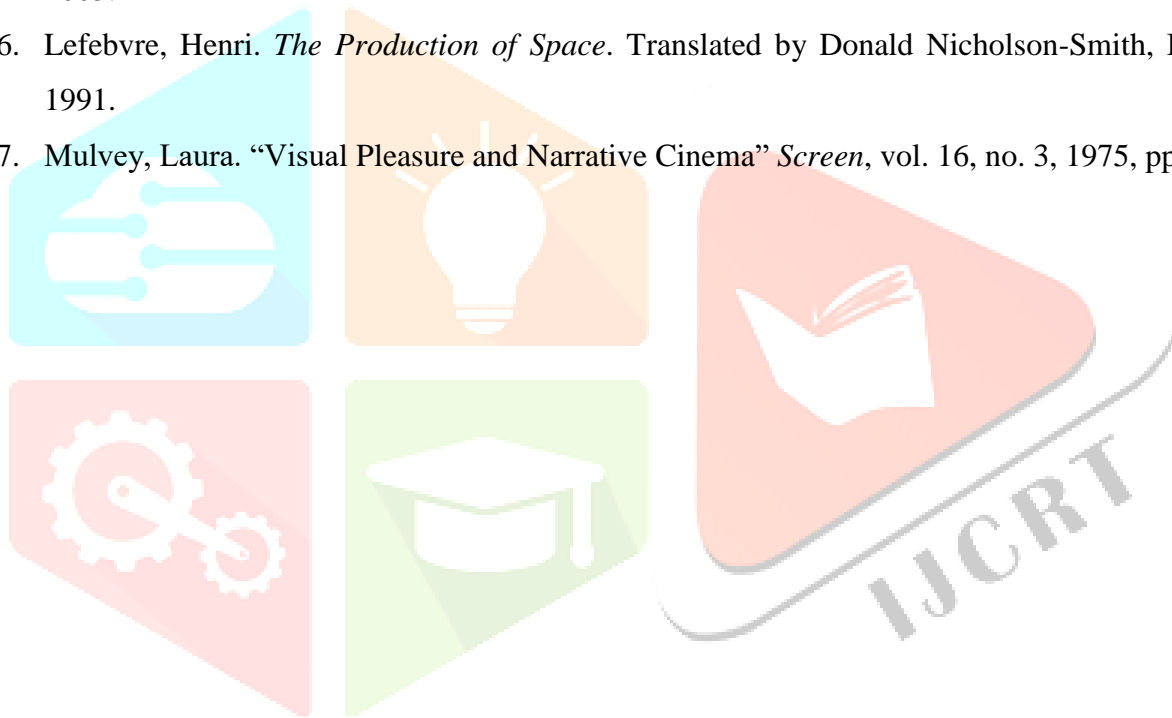 6. Lefebvre, Henri. The Production of Space. Translated by Donald Nicholson-Smith,
1991.
7. Mulvey, Laura. “Visual Pleasure and Narrative Cinema” Screen, vol. 16, no. 3, 1975, pp
IJCRT